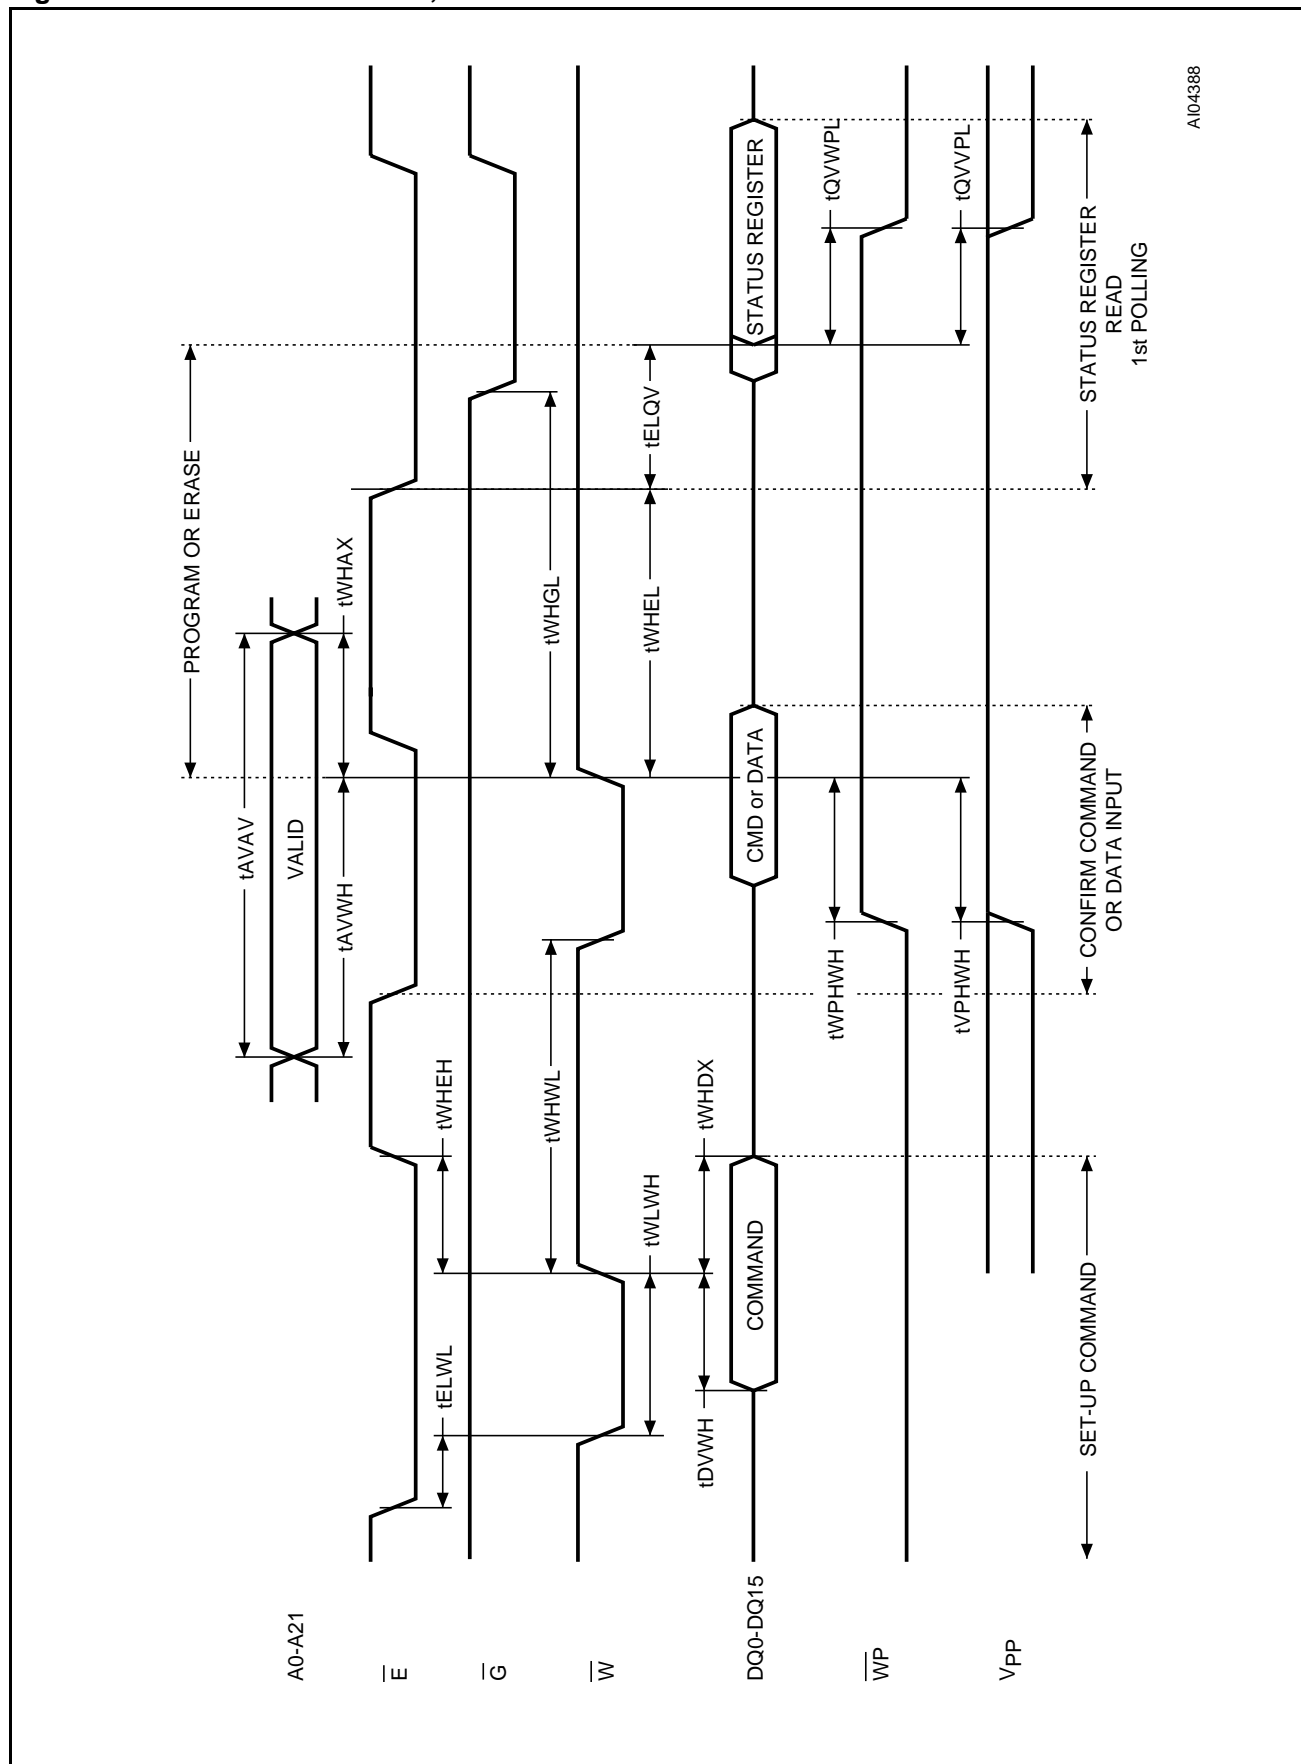 PROGRAM OR ERASE
tAVAV
A0-A21
VALID
tAVWH
tWHAX
E
tELWL
tWHEH
G
tWHWL
tWHGL
W
tWLWH
tWHEL
tELQV
tDVWH
tWHDX
DQ0-DQ15
COMMAND
CMD or DATA
STATUS REGISTER
tWPHWH
tQVWPL
WP
tVPHWH
tQVVPL
VPP
SET-UP COMMAND
CONFIRM COMMAND
OR DATA INPUT
STATUS REGISTER
READ
1st POLLING
AI04388